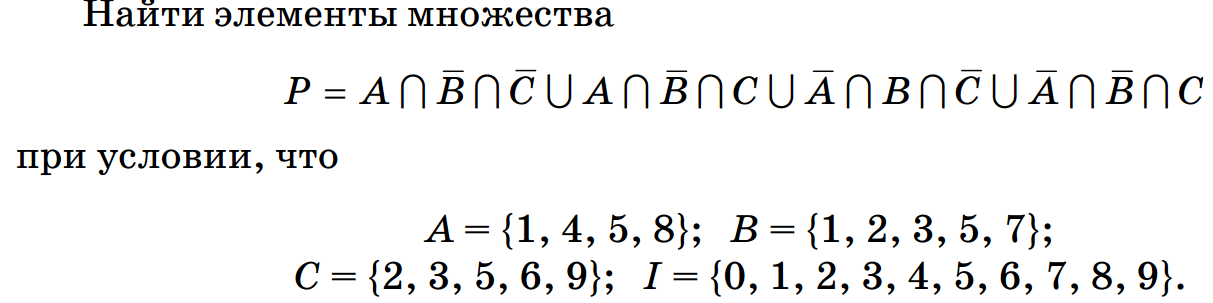 Найти элементы множества
P = A ⋂ B̅ ⋂ C̅ ⋃ A ⋂ B̅ ⋂ C ⋃ A̅ ⋂ B ⋂ C̅ ⋃ A̅ ⋂ B̅ ⋂ C
при условии, что
A = {1, 4, 5, 8}; B = {1, 2, 3, 5, 7};
C = {2, 3, 5, 6, 9}; I = {0, 1, 2, 3, 4, 5, 6, 7, 8, 9}.